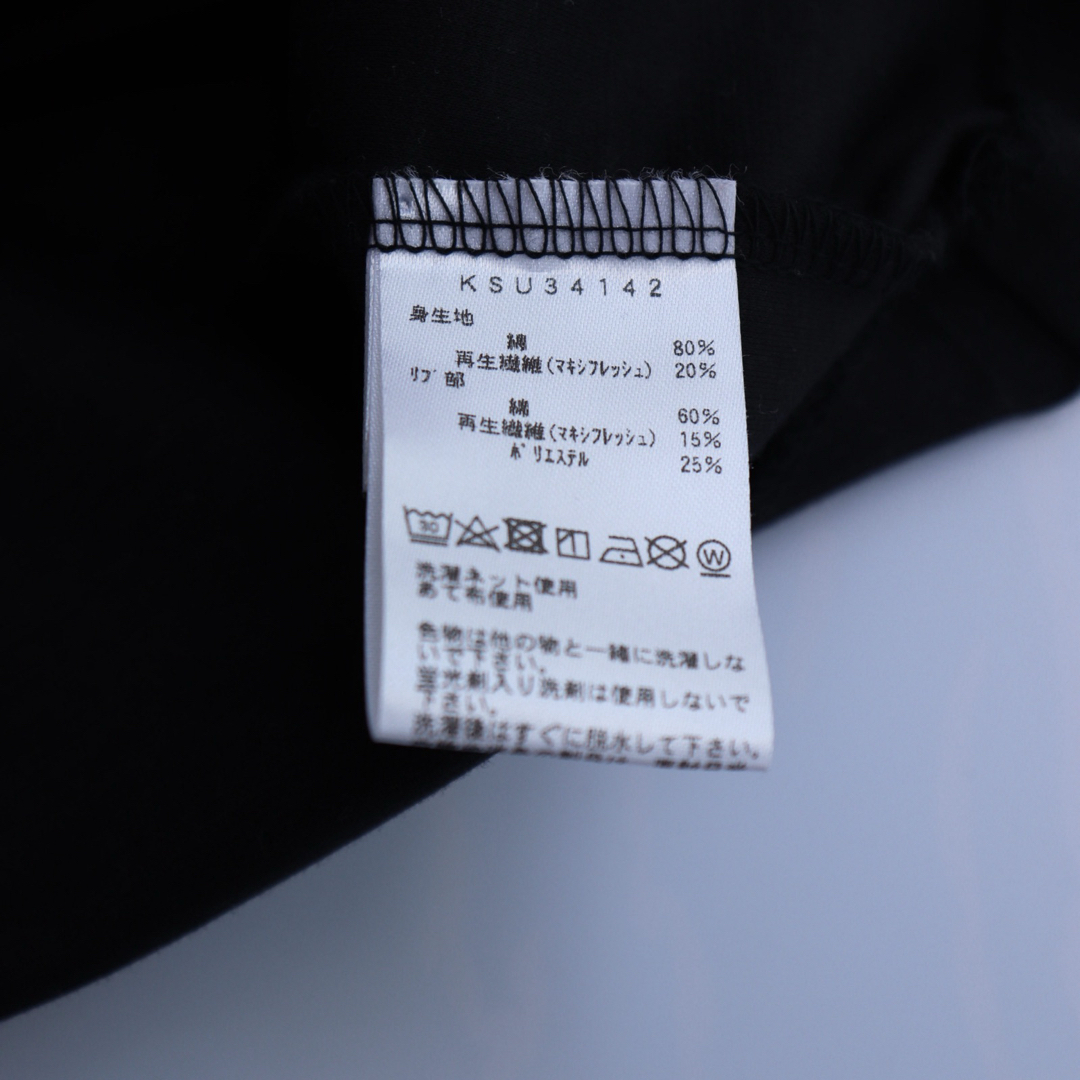 KSU34142
身生地
綿 80%
再生繊維(マキシフレッシュ) 20%
リブ部
綿 60%
再生繊維(マキシフレッシュ) 15%
ポリエステル 25%
30
W
洗濯ネット使用
あて布使用
色物は他の物と一緒に洗濯しな
いで下さい。
蛍光剤入り洗剤は使用しないで
下さい。
洗濯後はすぐに脱水して下さい。